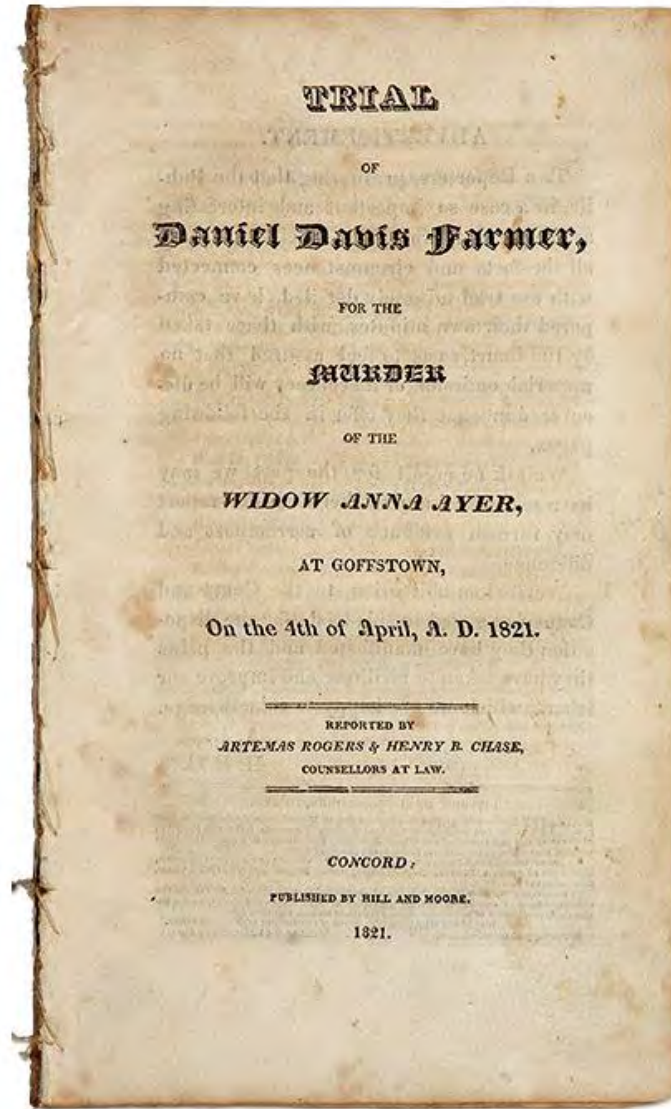 TRIAL
OF
Daniel Davis Farmer,
FOR THE
MURDER
OF THE
WIDOW ANNA AYER,
AT GOFFSTOWN,
On the 4th of April, A. D. 1821.
REPORTED BY
ARTEMAS ROGERS & HENRY B. CHASE,
COUNSELLORS AT LAW.
CONCORD:
PUBLISHED BY HILL AND MOORE.
1821.